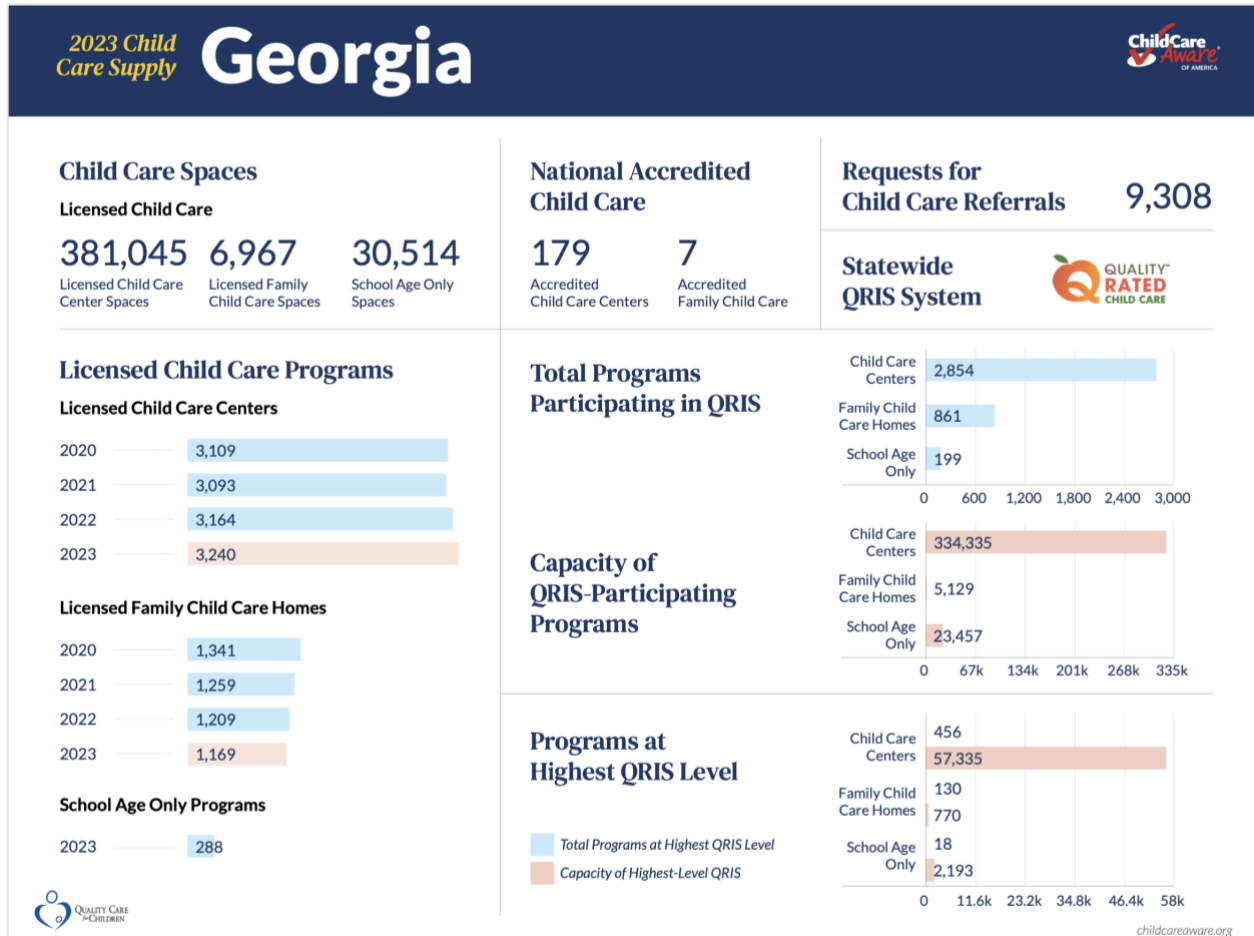 2023 Child
Care Supply
Georgia
ChildCare
Aware®
OF AMERICA
Child Care Spaces
Licensed Child Care
381,045
Licensed Child Care
Center Spaces
6,967
Licensed Family
Child Care Spaces
30,514
School Age Only
Spaces
National Accredited
Child Care
179
Accredited
Child Care Centers
7
Accredited
Family Child Care
Requests for
Child Care Referrals
9,308
Statewide
QRIS System
QUALITY™
RATED
CHILD CARE
Licensed Child Care Programs
Licensed Child Care Centers
2020 3,109
2021 3,093
2022 3,164
2023 3,240
Licensed Family Child Care Homes
2020 1,341
2021 1,259
2022 1,209
2023 1,169
School Age Only Programs
2023 288
QUALITY CARE
for CHILDREN
Total Programs
Participating in QRIS
Child Care
Centers
2,854
Family Child
Care Homes
861
School Age
Only
199
0 600 1,200 1,800 2,400 3,000
Capacity of
QRIS-Participating
Programs
Child Care
Centers
334,335
Family Child
Care Homes
5,129
School Age
Only
23,457
0 67k 134k 201k 268k 335k
Programs at
Highest QRIS Level
Total Programs at Highest QRIS Level
Capacity of Highest-Level QRIS
Child Care
Centers
456
57,335
Family Child
Care Homes
130
770
School Age
Only
18
2,193
0 11.6k 23.2k 34.8k 46.4k 58k
childcareaware.org